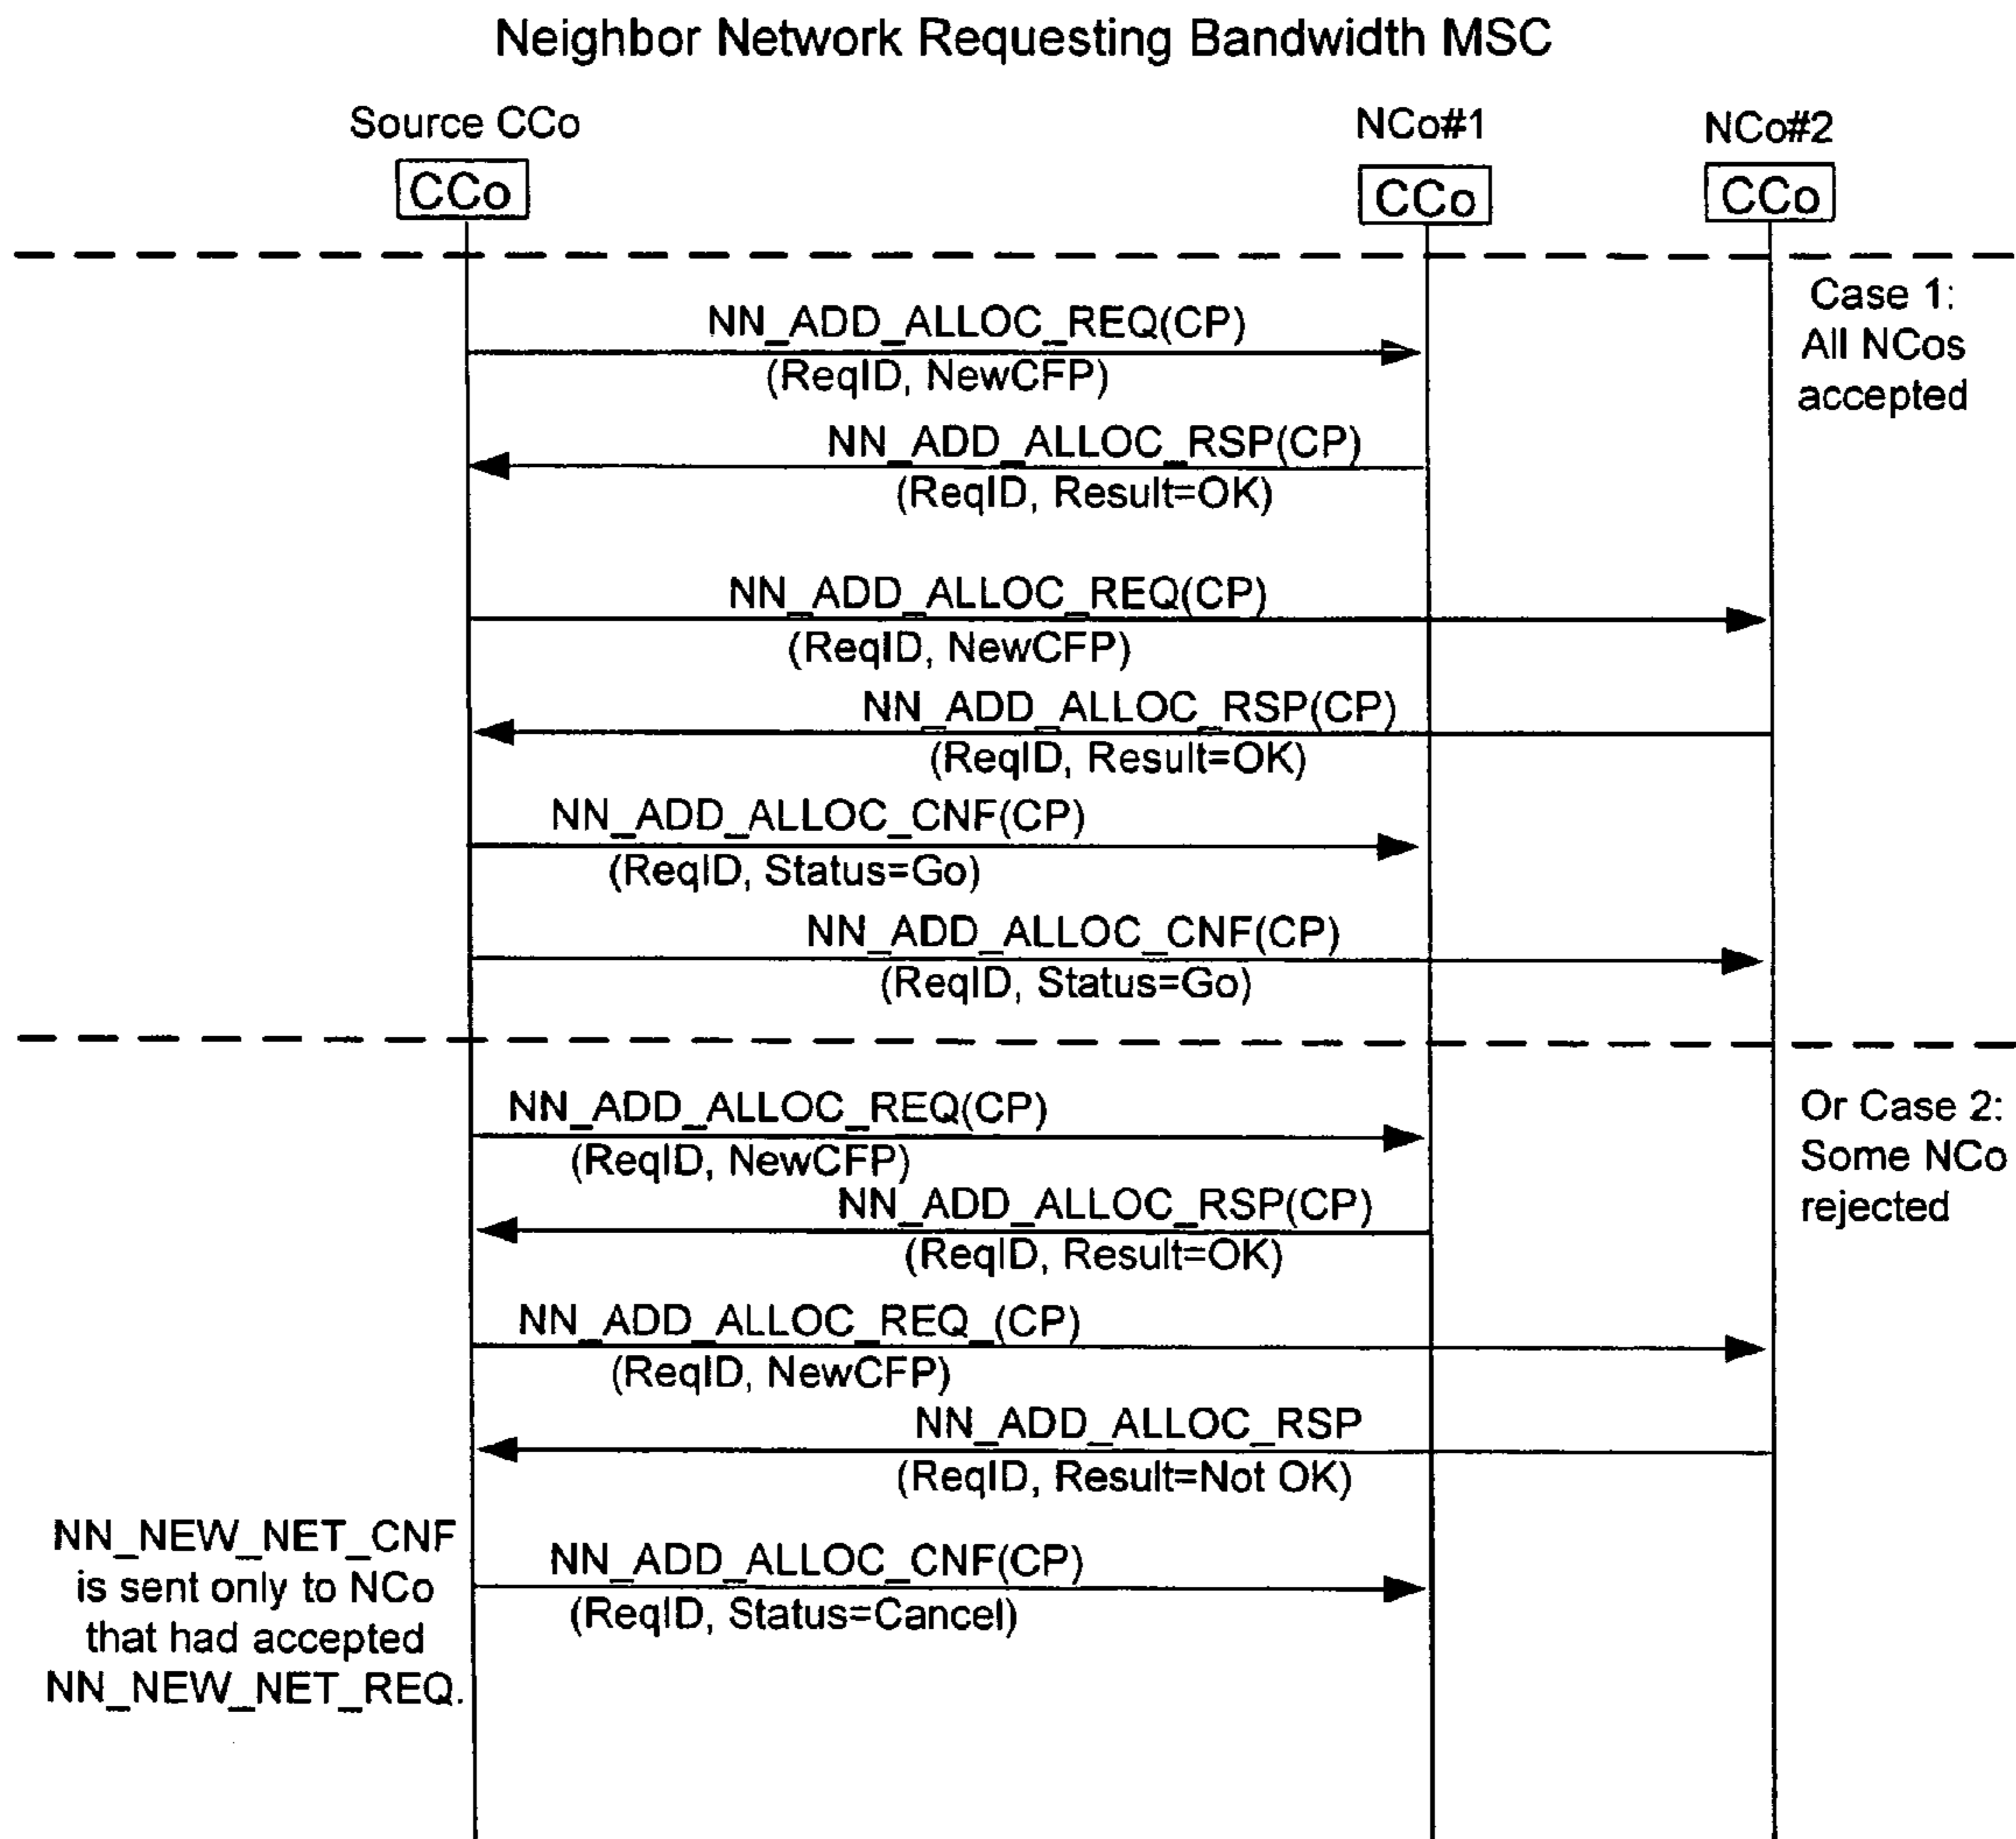 Neighbor Network Requesting Bandwidth MSC
Source CCo
NCo#1
NCo#2
CCo
CCo
CCo
Case 1:
All NCos
accepted
NN_ADD_ALLOC_REQ(CP)
(ReqID, NewCFP)
NN_ADD_ALLOC_RSP(CP)
(ReqID, Result=OK)
NN_ADD_ALLOC_REQ(CP)
(ReqID, NewCFP)
NN_ADD_ALLOC_RSP(CP)
(ReqID, Result=OK)
NN_ADD_ALLOC_CNF(CP)
(ReqID, Status=Go)
NN_ADD_ALLOC_CNF(CP)
(ReqID, Status=Go)
Or Case 2:
Some NCo
rejected
NN_ADD_ALLOC_REQ(CP)
(ReqID, NewCFP)
NN_ADD_ALLOC_RSP(CP)
(ReqID, Result=OK)
NN_ADD_ALLOC_REQ_(CP)
(ReqID, NewCFP)
NN_ADD_ALLOC_RSP
(ReqID, Result=Not OK)
NN_NEW_NET_CNF
is sent only to NCo
that had accepted
NN_NEW_NET_REQ.
NN_ADD_ALLOC_CNF(CP)
(ReqID, Status=Cancel)